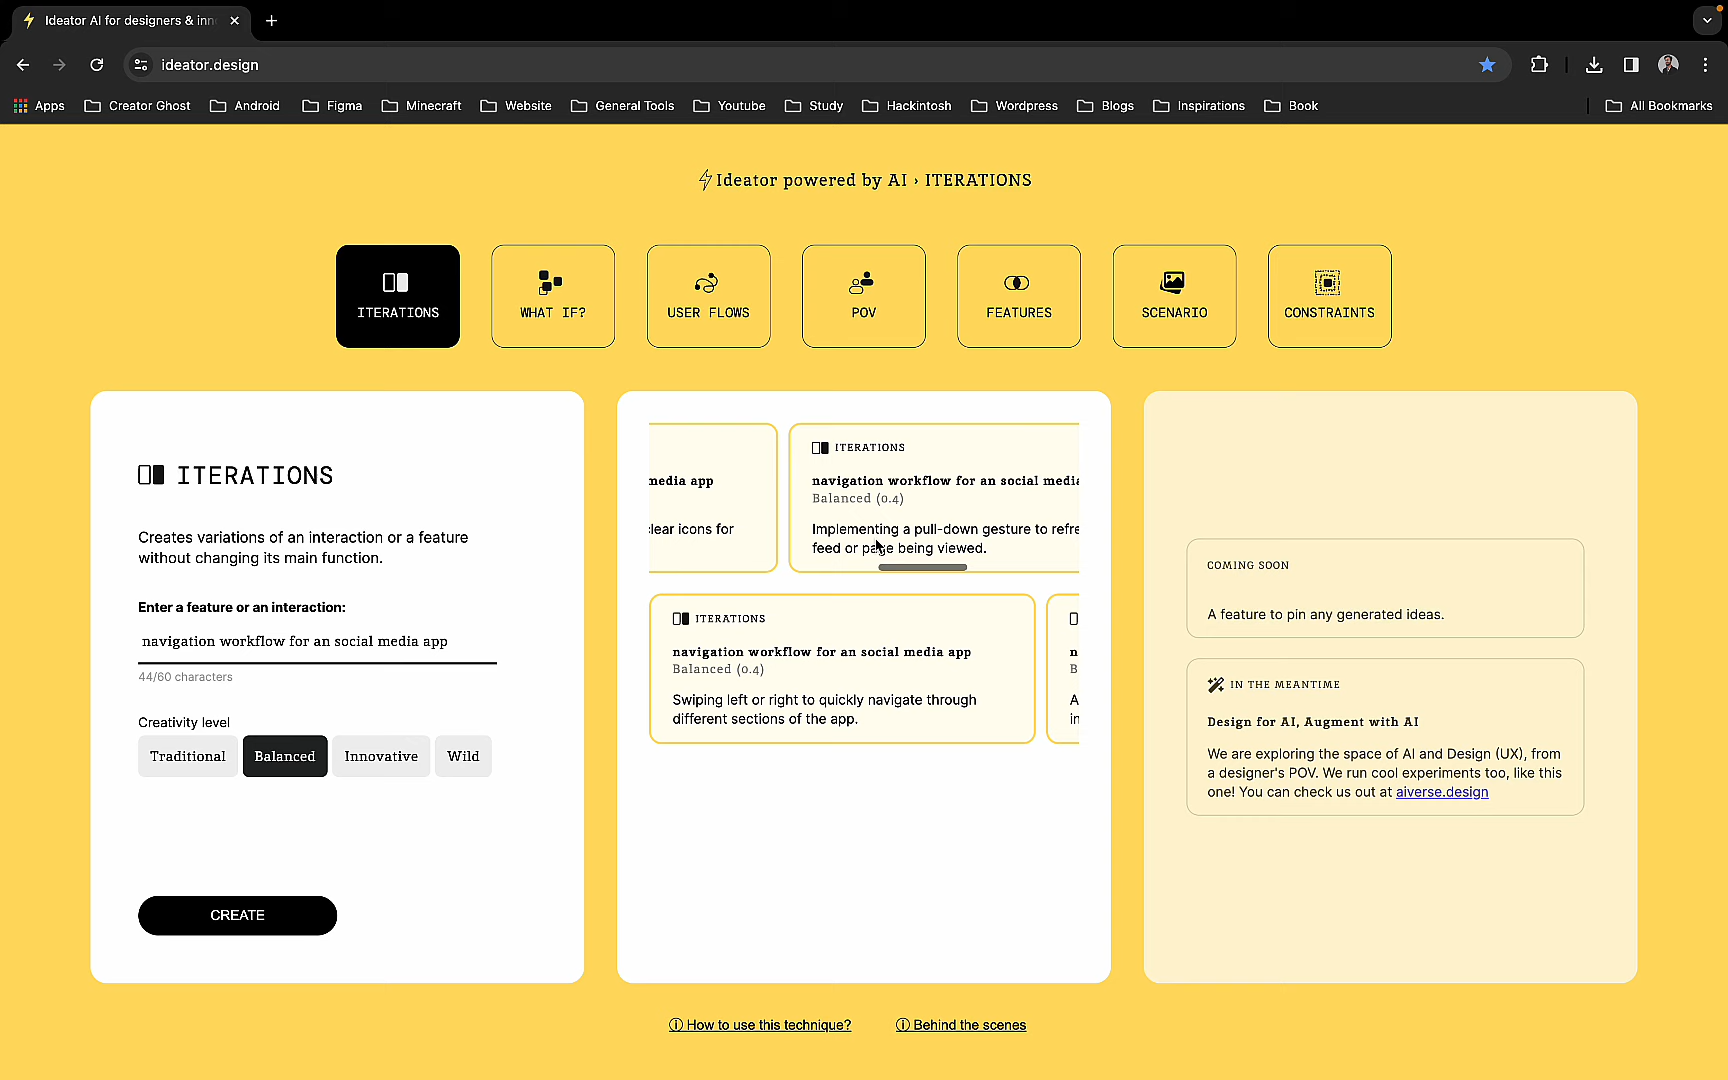 Ideator AI for designers & inn
ideator.design
Apps
Creator Ghost
Android
Figma
Minecraft
Website
General Tools
Youtube
Study
Hackintosh
Wordpress
Blogs
Inspirations
Book
All Bookmarks
Ideator powered by AI › ITERATIONS
ITERATIONS
WHAT IF?
USER FLOWS
POV
FEATURES
SCENARIO
CONSTRAINTS
ITERATIONS
Creates variations of an interaction or a feature
without changing its main function.
Enter a feature or an interaction:
navigation workflow for an social media app
44/60 characters
Creativity level
Traditional
Balanced
Innovative
Wild
CREATE
media app
clear icons for
ITERATIONS
navigation workflow for an social media
Balanced (0.4)
Implementing a pull-down gesture to refre
feed or page being viewed.
ITERATIONS
navigation workflow for an social media app
Balanced (0.4)
Swiping left or right to quickly navigate through
different sections of the app.
n
B
A
in
COMING SOON
A feature to pin any generated ideas.
IN THE MEANTIME
Design for AI, Augment with AI
We are exploring the space of AI and Design (UX), from
a designer's POV. We run cool experiments too, like this
one! You can check us out at aiverse.design
How to use this technique?
Behind the scenes